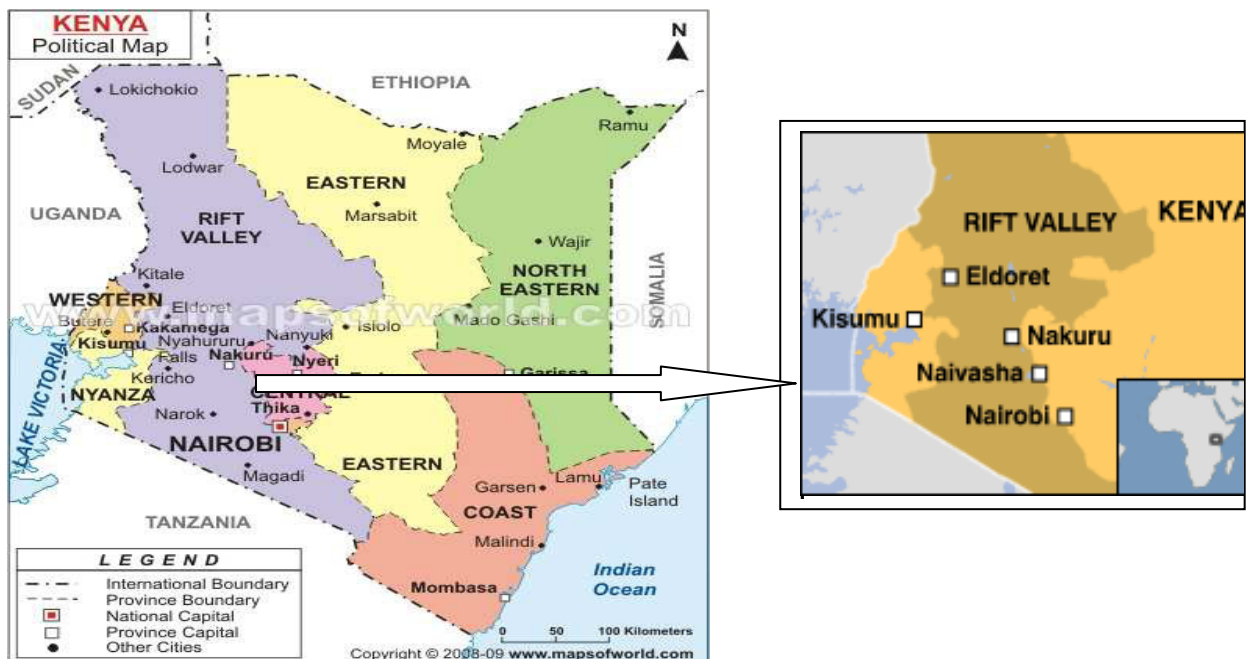 KENYA
Political Map
N
SUDAN
ETHIOPIA
Lokichokio
Ramu
Moyale
Lodwar
EASTERN
Marsabit
UGANDA
RIFT
VALLEY
Wajir
NORTH
EASTERN
SOMALIA
Kitale
WESTERN
Eldoret
www.mapsofworld.com
Butere
Kakamega
Isiolo
Mado Gashi
Kisumu
Nyahururu
Nanyuki
Falls
Nakuru
Nyeri
Garissa
Kericho
LAKE VICTORIA
NYANZA
CENTRAL
Narok
Thika
NAIROBI
EASTERN
Magadi
Garsen
Lamu
Pate
Island
TANZANIA
COAST
Malindi
LEGEND
International Boundary
Province Boundary
National Capital
Province Capital
Other Cities
Mombasa
Indian
Ocean
0 50 100 Kilometers
Copyright © 2008-09 www.mapsofworld.com
RIFT VALLEY
KENYA
Eldoret
Kisumu
Nakuru
Naivasha
Nairobi